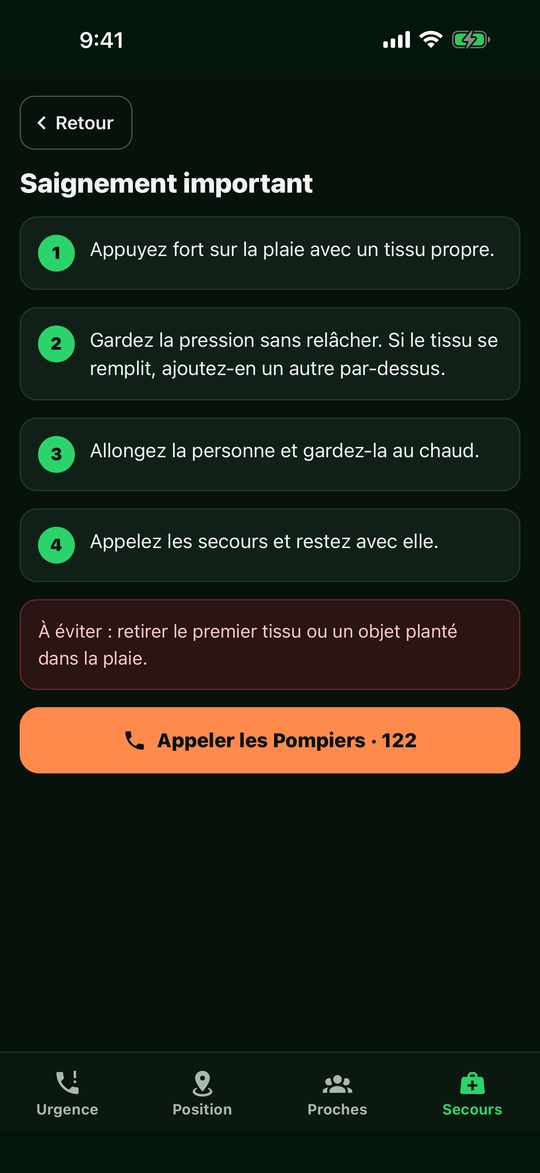 9:41
Retour
Saignement important
1
Appuyez fort sur la plaie avec un tissu propre.
2
Gardez la pression sans relâcher. Si le tissu se
remplit, ajoutez-en un autre par-dessus.
3
Allongez la personne et gardez-la au chaud.
4
Appelez les secours et restez avec elle.
À éviter : retirer le premier tissu ou un objet planté
dans la plaie.
Appeler les Pompiers · 122
Urgence
Position
Proches
Secours